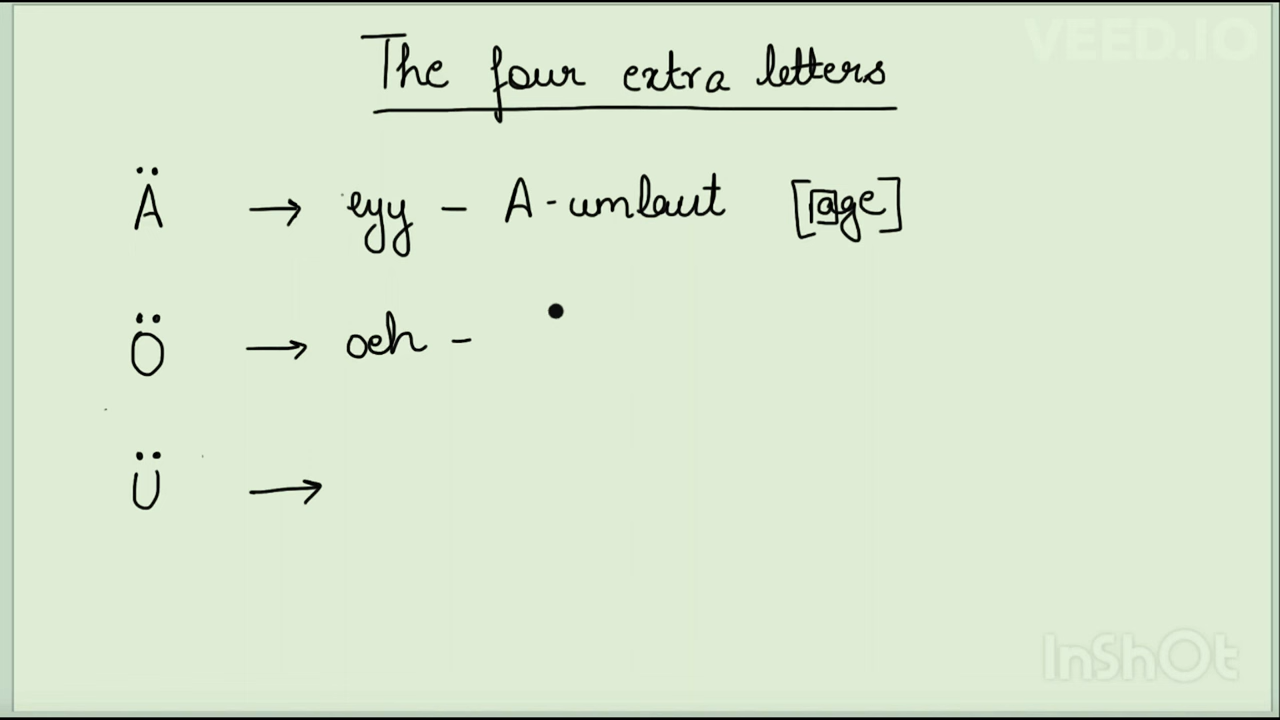 VEED.IO
The four extra letters
Ä → eyy - A-umlaut [age]
Ö → oeh -
Ü →
InShOt